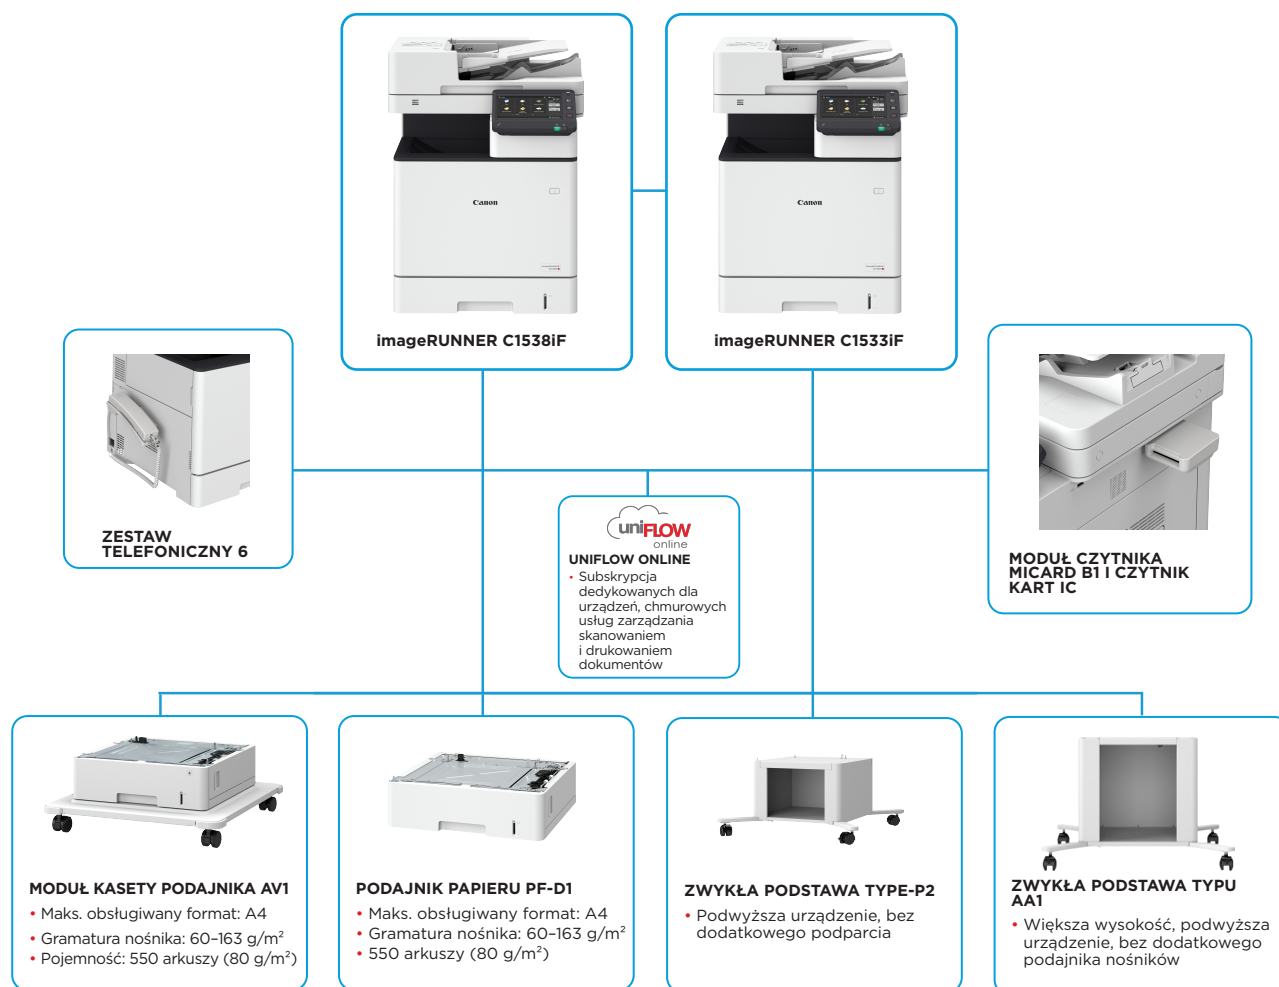 Canon
Canon
imageRUNNER C1538iF
imageRUNNER C1533iF
ZESTAW
TELEFONICZNY 6
uniFLOW
online
UNIFLOW ONLINE
• Subskrypcja
dedykowanych dla
urządzeń, chmurowych
usług zarządzania
skanowaniem
i drukowaniem
dokumentów
MODUŁ CZYTNIKA
MICARD B1 I CZYTNIK
KART IC
MODUŁ KASETY PODAJNIKA AV1
• Maks. obsługiwany format: A4
• Gramatura nośnika: 60–163 g/m²
• Pojemność: 550 arkuszy (80 g/m²)
PODAJNIK PAPIERU PF-D1
• Maks. obsługiwany format: A4
• Gramatura nośnika: 60–163 g/m²
• 550 arkuszy (80 g/m²)
ZWYKŁA PODSTAWA TYPE-P2
• Podwyższa urządzenie, bez
dodatkowego podparcia
ZWYKŁA PODSTAWA TYPU
AA1
• Większa wysokość, podwyższa
urządzenie, bez dodatkowego
podajnika nośników